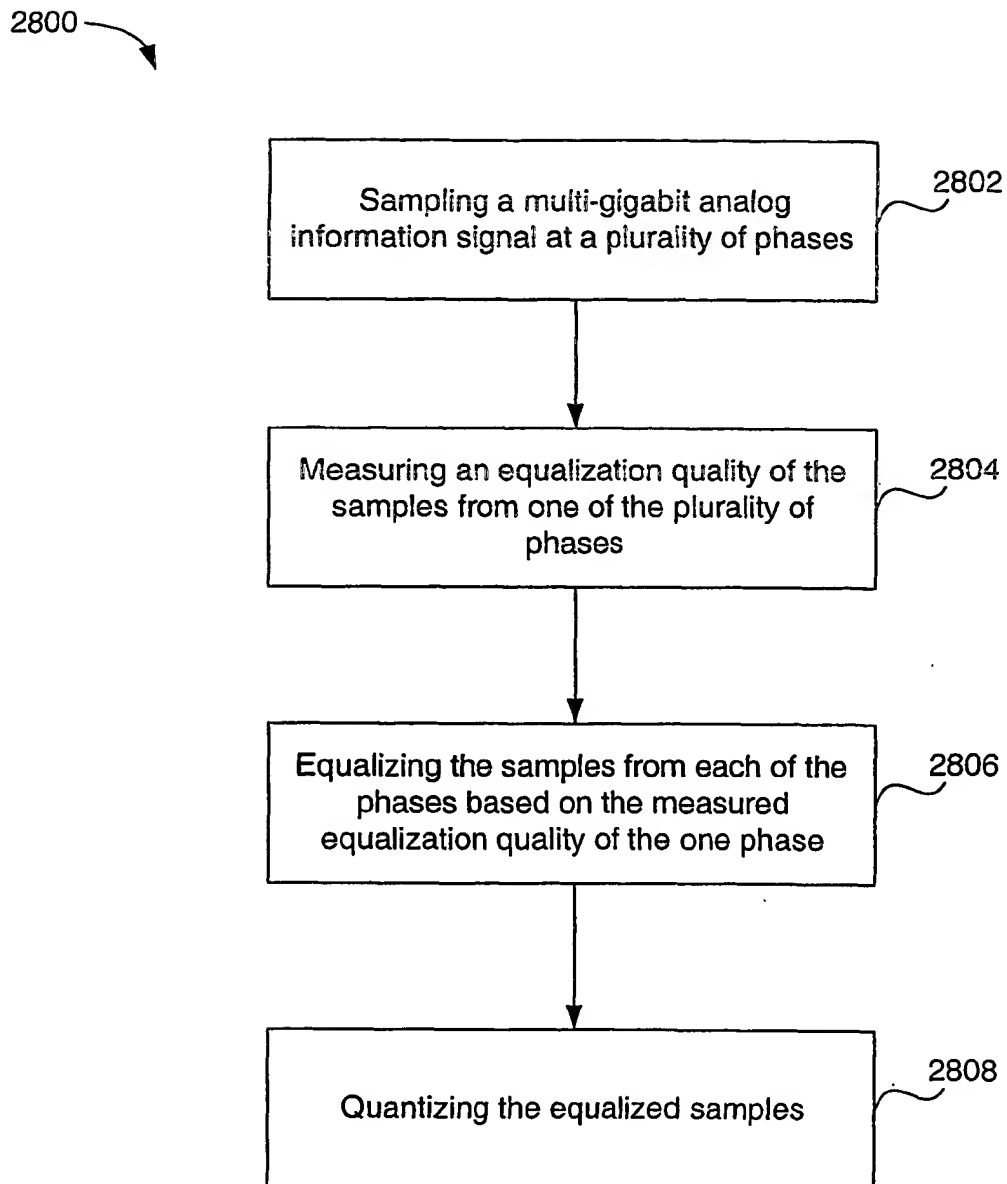 2800
Sampling a multi-gigabit analog
information signal at a plurality of phases
2802
Measuring an equalization quality of the
samples from one of the plurality of
phases
2804
Equalizing the samples from each of the
phases based on the measured
equalization quality of the one phase
2806
Quantizing the equalized samples
2808